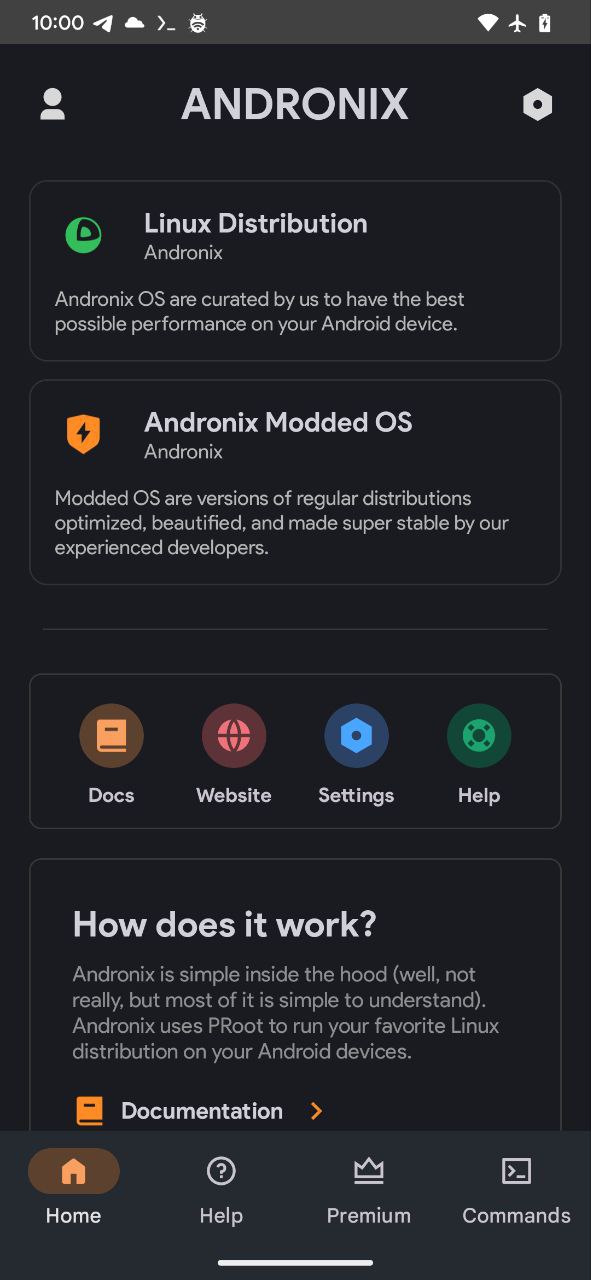 10:00
ANDRONIX
Linux Distribution
Andronix
Andronix OS are curated by us to have the best
possible performance on your Android device.
Andronix Modded OS
Andronix
Modded OS are versions of regular distributions
optimized, beautified, and made super stable by our
experienced developers.
Docs Website Settings Help
How does it work?
Andronix is simple inside the hood (well, not
really, but most of it is simple to understand).
Andronix uses PRoot to run your favorite Linux
distribution on your Android devices.
Documentation
Home Help Premium Commands